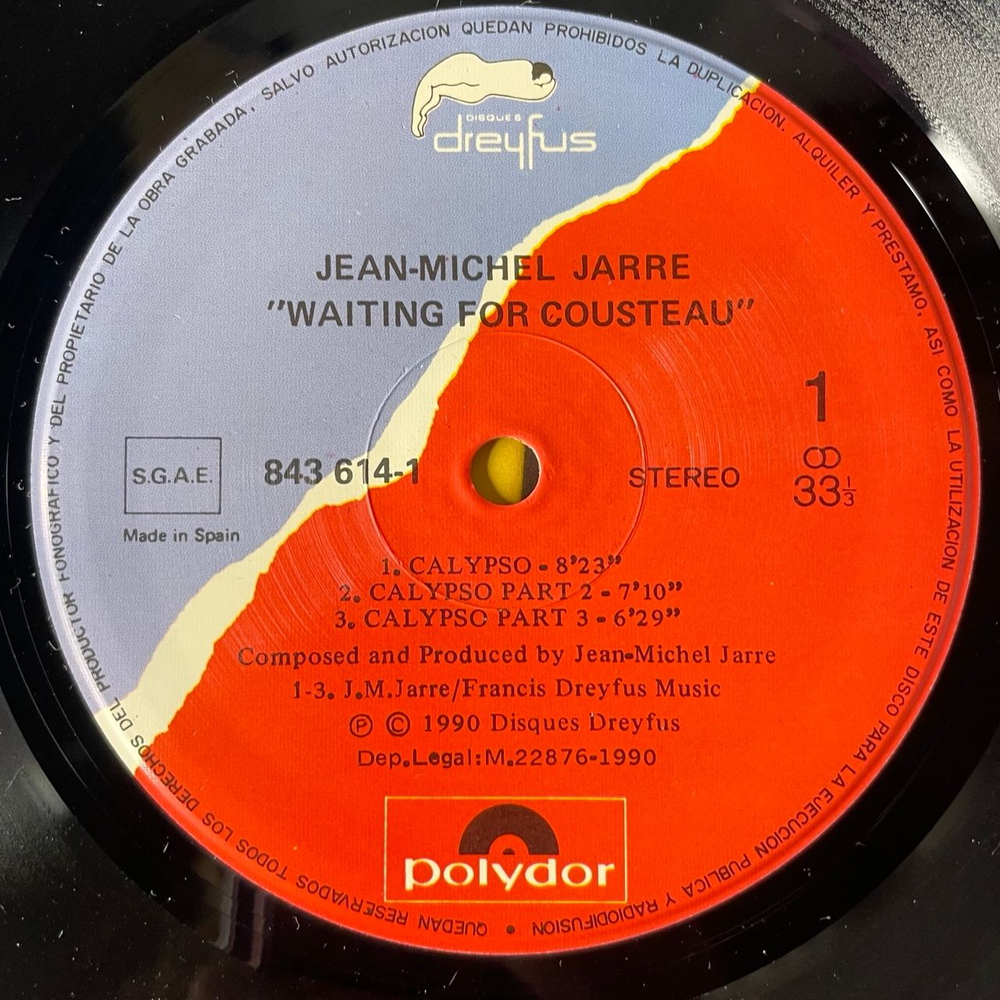 QUEDAN RESERVADOS TODOS LOS DERECHOS DEL PRODUCTOR FONOGRAFICO Y DEL PROPIETARIO DE LA OBRA GRABADA. SALVO AUTORIZACION QUEDAN PROHIBIDOS LA DUPLICACION. ALQUILER Y PRESTAMO, ASI COMO LA UTILIZACION DE ESTE DISCO PARA LA EJECUCION PUBLICA Y RADIODIFUSION •
DISQUES
dreyfus
JEAN-MICHEL JARRE
"WAITING FOR COUSTEAU"
1
S.G.A.E.
843 614-1
STEREO
33 1/3
Made in Spain
1. CALYPSO - 8'23"
2. CALYPSO PART 2 - 7'10"
3. CALYPSO PART 3 - 6'29"
Composed and Produced by Jean-Michel Jarre
1-3. J.M.Jarre/Francis Dreyfus Music
℗ © 1990 Disques Dreyfus
Dep.Legal:M.22876-1990
polydor